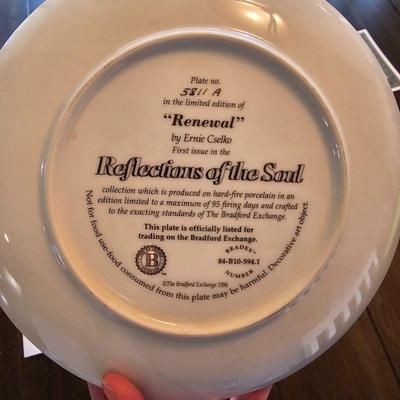 Plate no.
5811 A
in the limited edition of
"Renewal"
by Ernie Cselko
First issue in the
Reflections of the Soul
collection which is produced on hard-fire porcelain in an
edition limited to a maximum of 95 firing days and crafted
to the exacting standards of The Bradford Exchange.
This plate is officially listed for
trading on the Bradford Exchange.
B
BRADEX™
84-B10-594.1
NUMBER
©The Bradford Exchange 1996
Not for food use-food consumed from this plate may be harmful. Decorative art object.